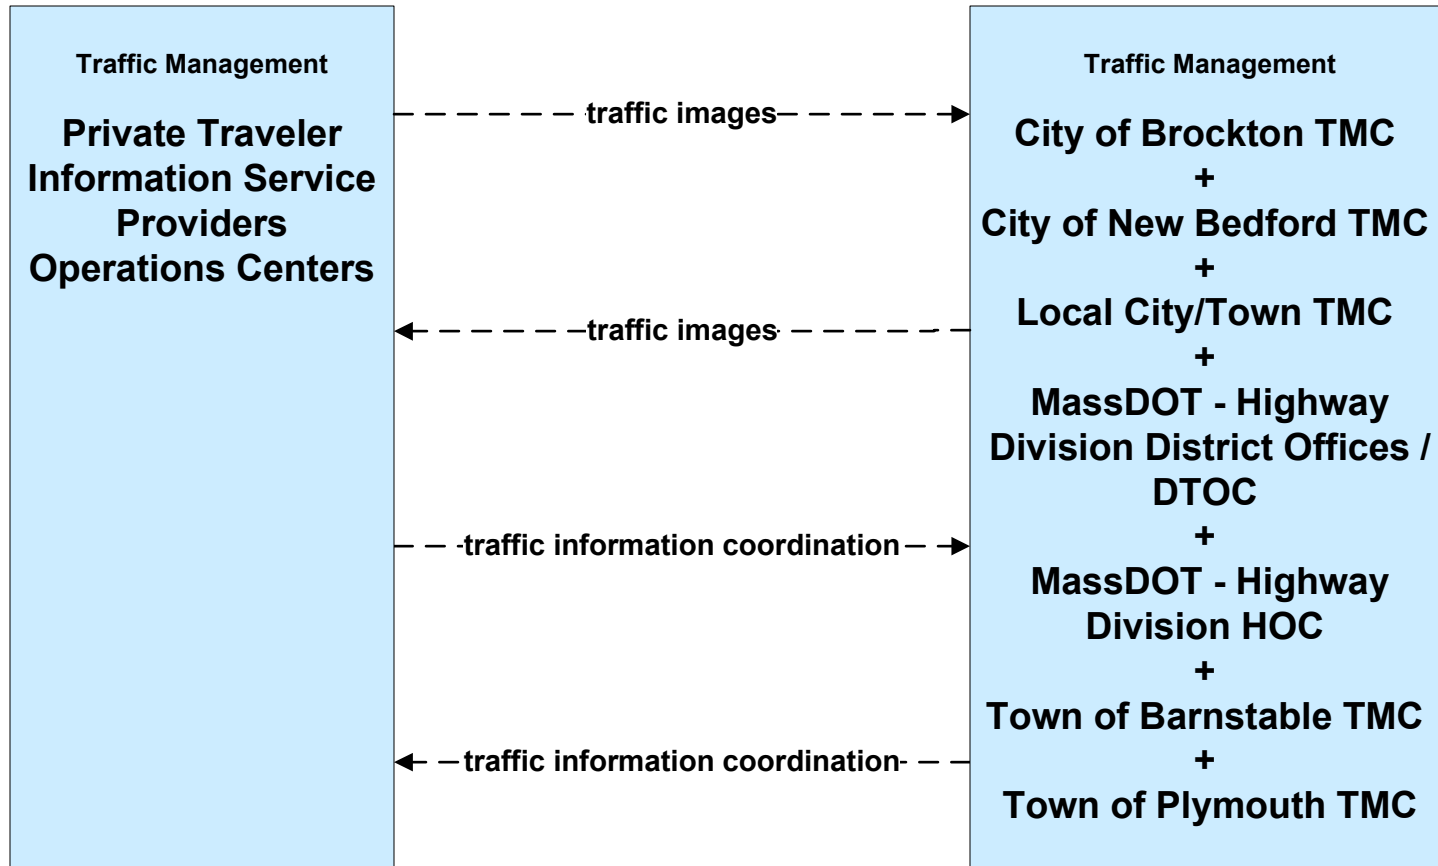 Traffic Management
Private Traveler
Information Service
Providers
Operations Centers
traffic images
traffic images
traffic information coordination
traffic information coordination
Traffic Management
City of Brockton TMC
+
City of New Bedford TMC
+
Local City/Town TMC
+
MassDOT - Highway
Division District Offices /
DTOC
+
MassDOT - Highway
Division HOC
+
Town of Barnstable TMC
+
Town of Plymouth TMC